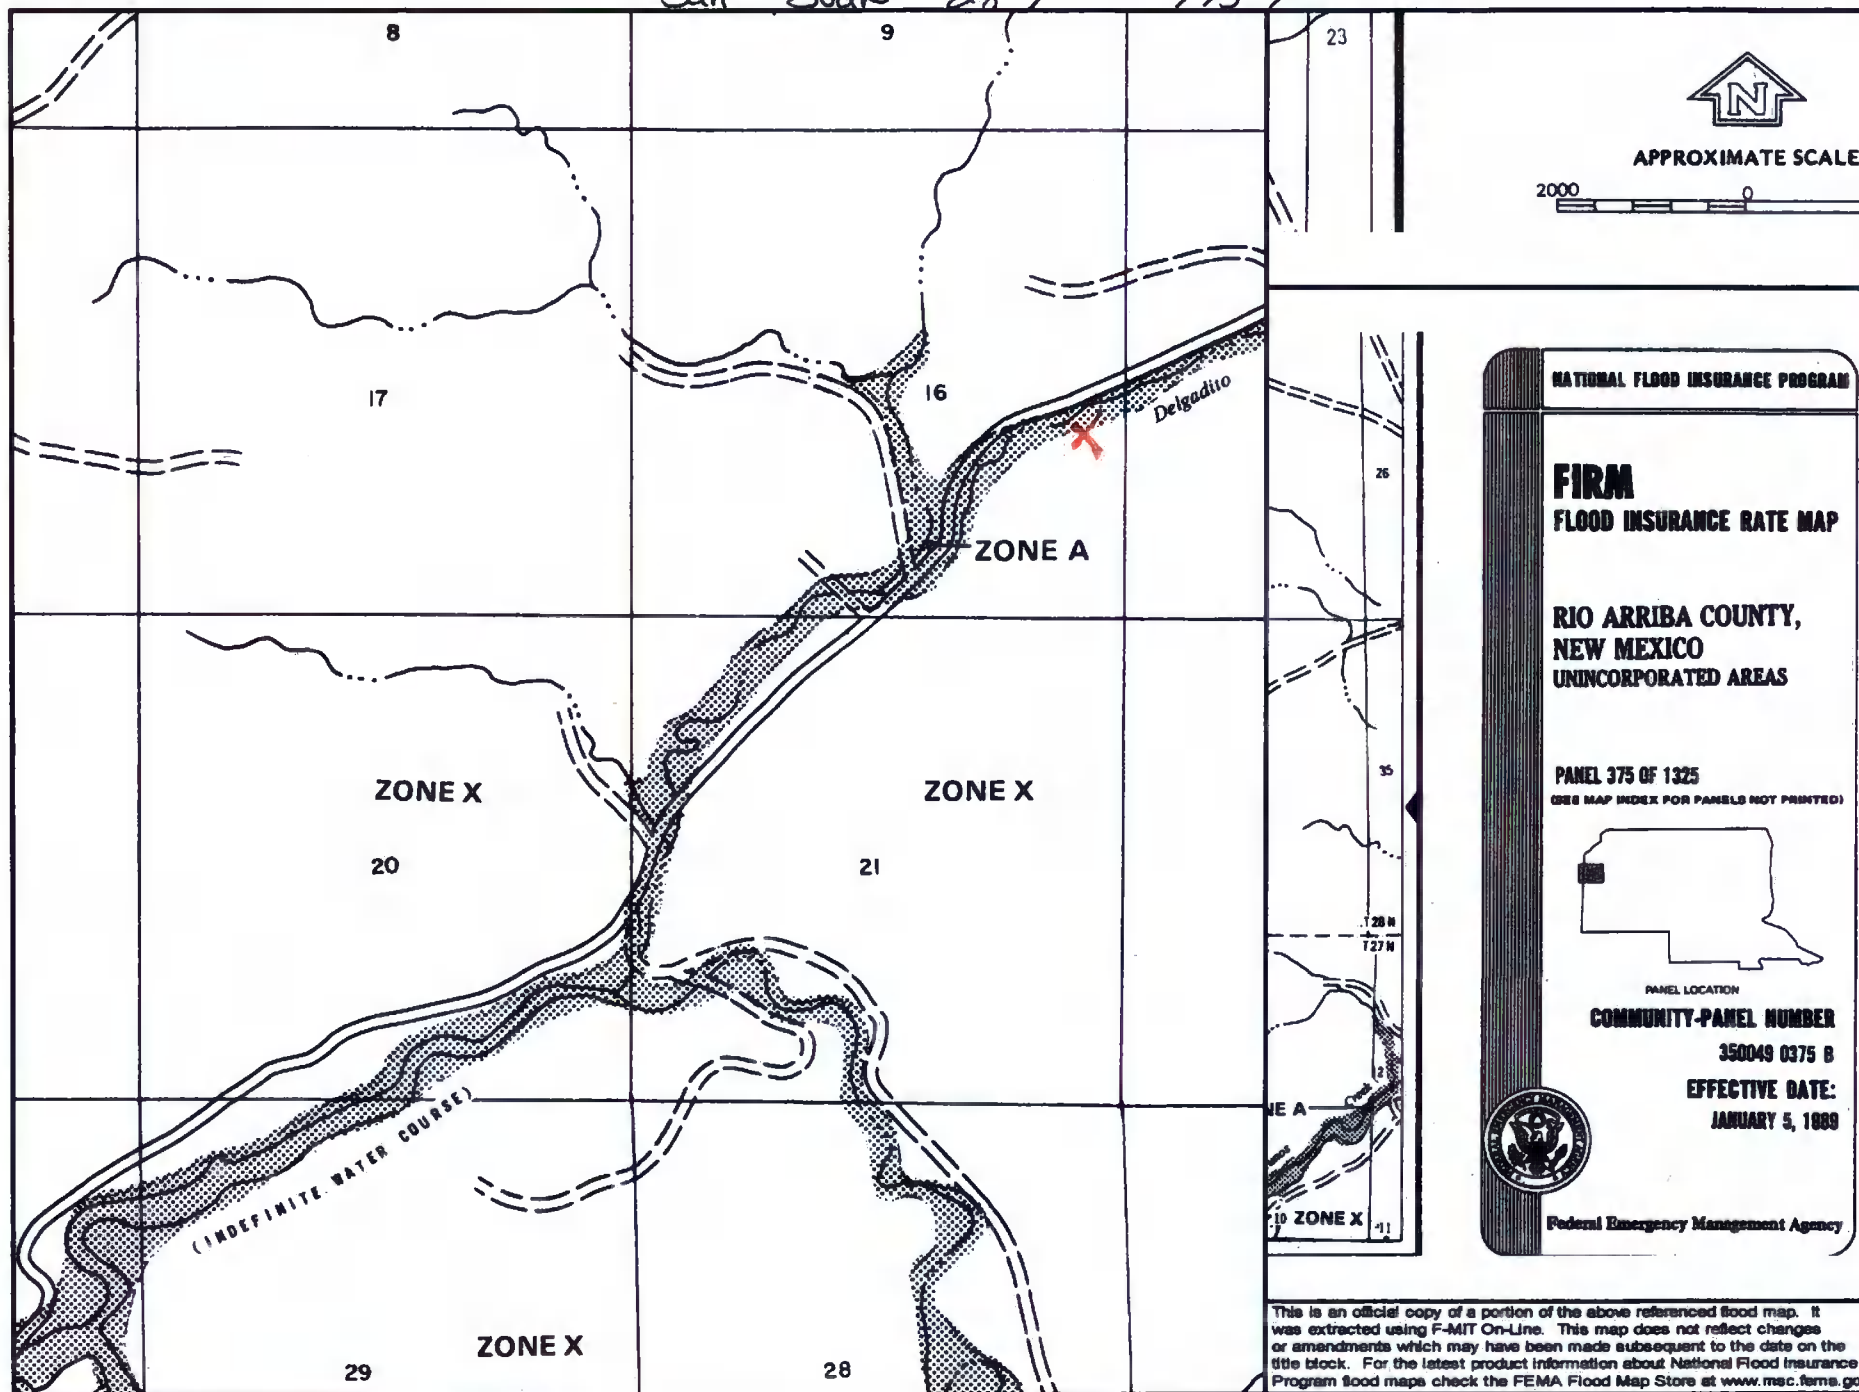 8
9
23
N
APPROXIMATE SCALE
2000 0
17
16
Delgadito
26
ZONE A
ZONE X
ZONE X
35
20
21
T28N
T27N
(INDEFINITE WATER COURSE)
2
NE A
Creek
10 ZONE X 11
ZONE X
29
28
NATIONAL FLOOD INSURANCE PROGRAM
FIRM
FLOOD INSURANCE RATE MAP
RIO ARRIBA COUNTY,
NEW MEXICO
UNINCORPORATED AREAS
PANEL 375 OF 1325
(SEE MAP INDEX FOR PANELS NOT PRINTED)
PANEL LOCATION
COMMUNITY-PANEL NUMBER
350049 0375 B
EFFECTIVE DATE:
JANUARY 5, 1989
Federal Emergency Management Agency
This is an official copy of a portion of the above referenced flood map. It
was extracted using F-MIT On-Line. This map does not reflect changes
or amendments which may have been made subsequent to the date on the
title block. For the latest product information about National Flood Insurance
Program flood maps check the FEMA Flood Map Store at www.msc.fema.go